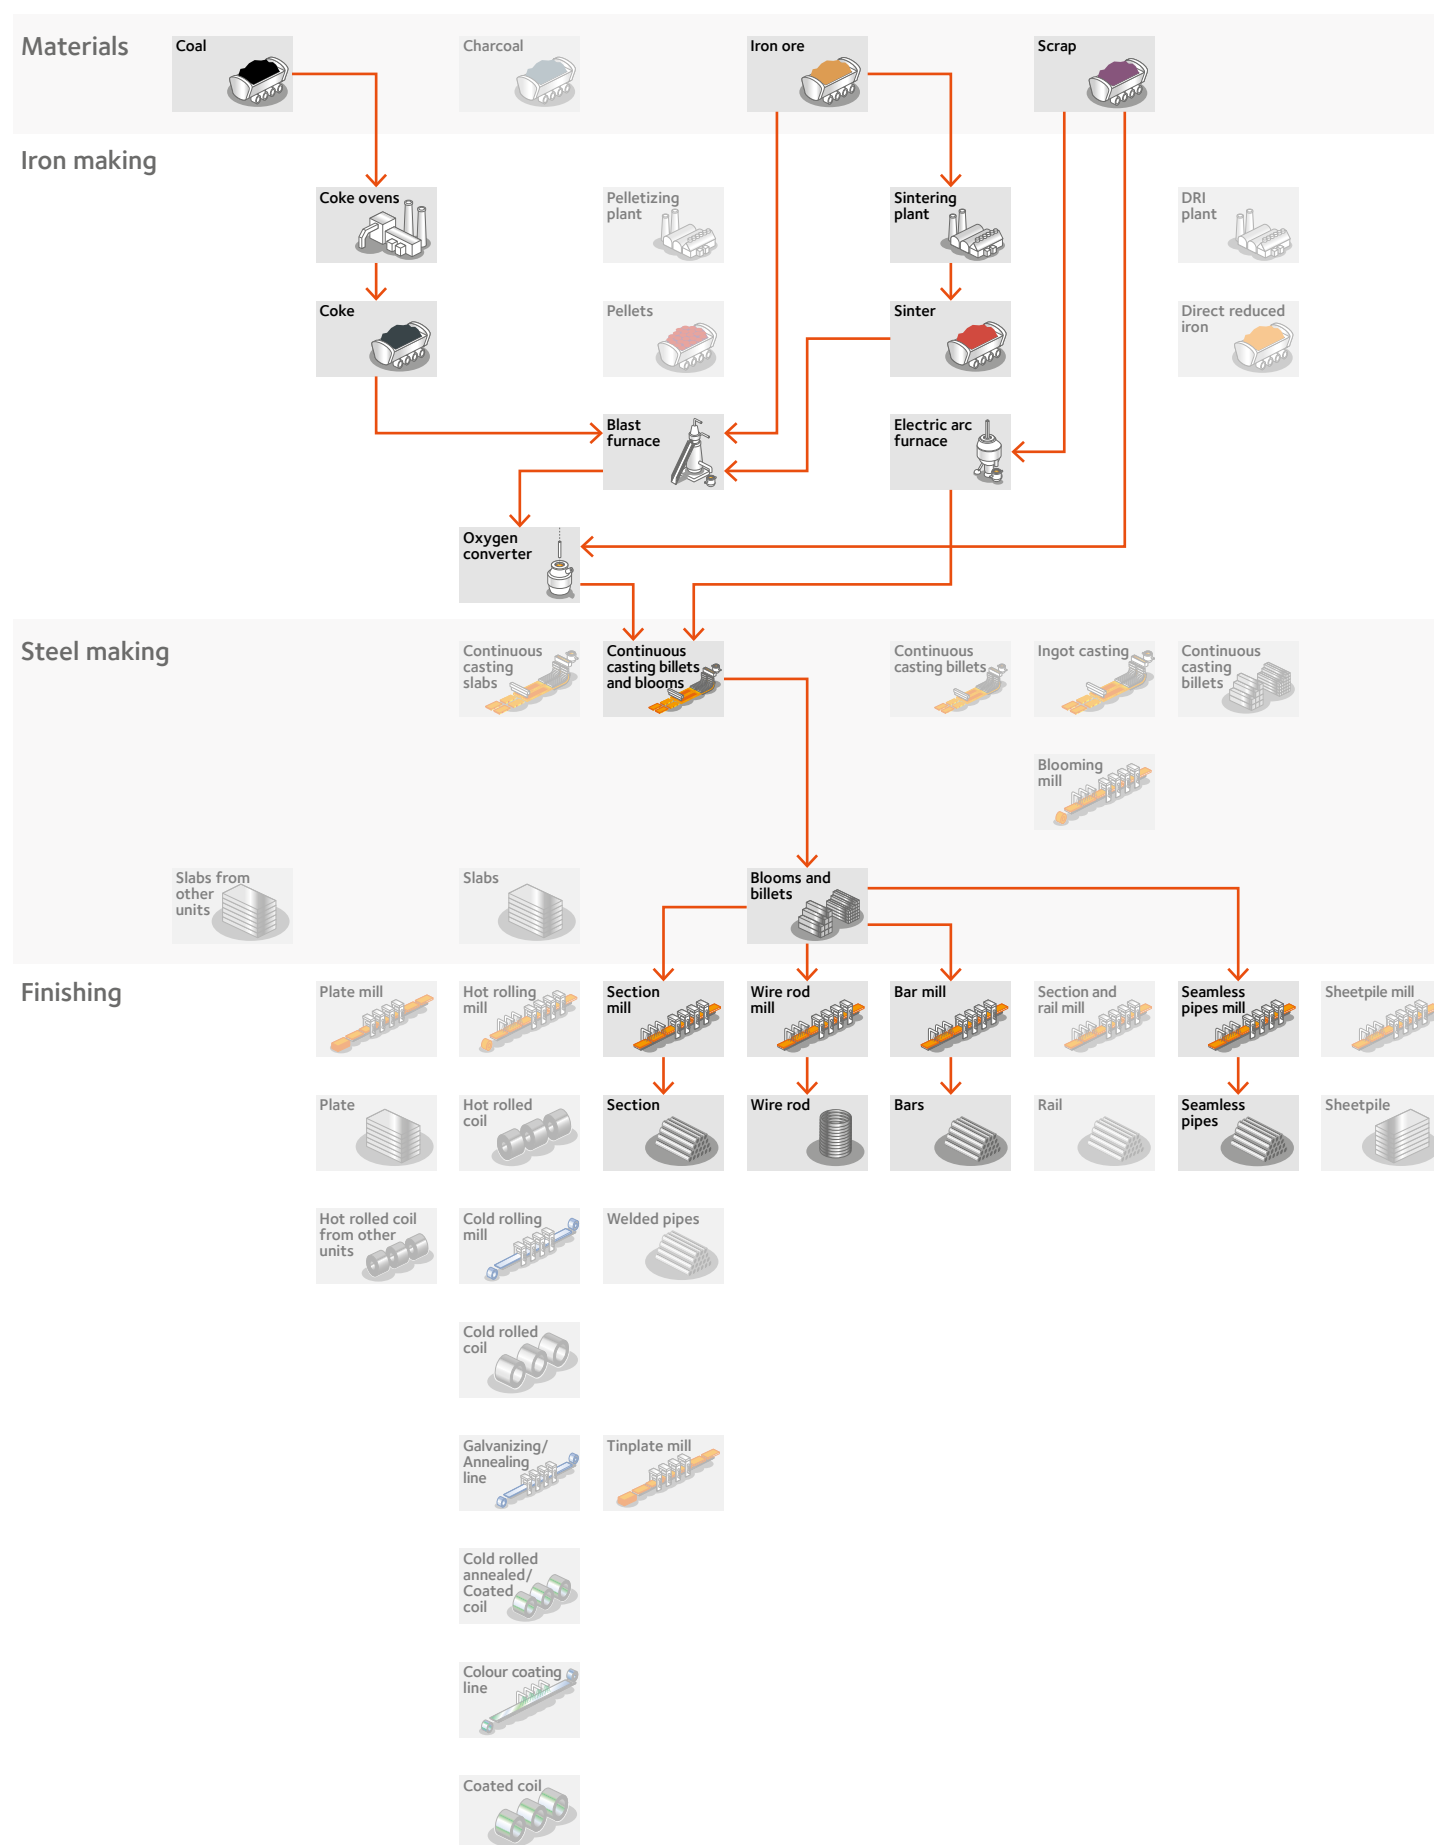 Materials
Coal
Charcoal
Iron ore
Scrap
Iron making
Coke ovens
Pelletizing
plant
Sintering
plant
DRI
plant
Coke
Pellets
Sinter
Direct reduced
iron
Blast
furnace
Electric arc
furnace
Oxygen
converter
Steel making
Continuous
casting
slabs
Continuous
casting billets
and blooms
Continuous
casting billets
Ingot casting
Continuous
casting
billets
Blooming
mill
Slabs from
other
units
Slabs
Blooms and
billets
Finishing
Plate mill
Hot rolling
mill
Section
mill
Wire rod
mill
Bar mill
Section and
rail mill
Seamless
pipes mill
Sheetpile mill
Plate
Hot rolled
coil
Section
Wire rod
Bars
Rail
Seamless
pipes
Sheetpile
Hot rolled coil
from other
units
Cold rolling
mill
Welded pipes
Cold rolled
coil
Galvanizing/
Annealing
line
Tinplate mill
Cold rolled
annealed/
Coated
coil
Colour coating
line
Coated coil